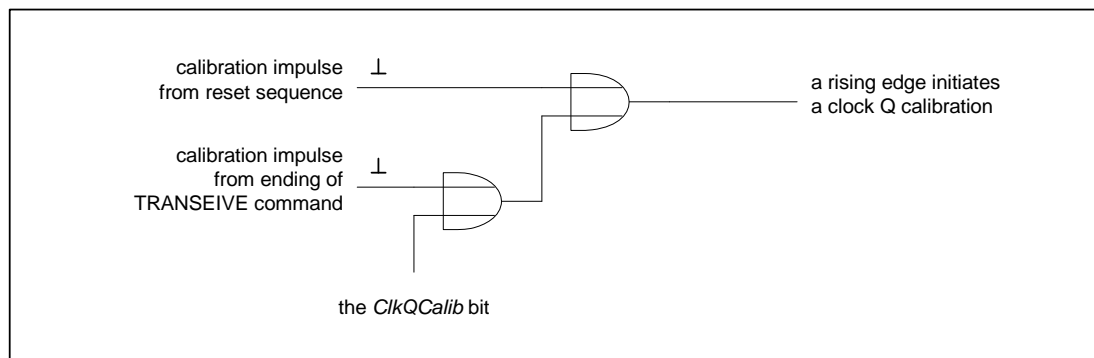 calibration impulse
from reset sequence
a rising edge initiates
a clock Q calibration
calibration impulse
from ending of
TRANSEIVE command
the ClkQCalib bit